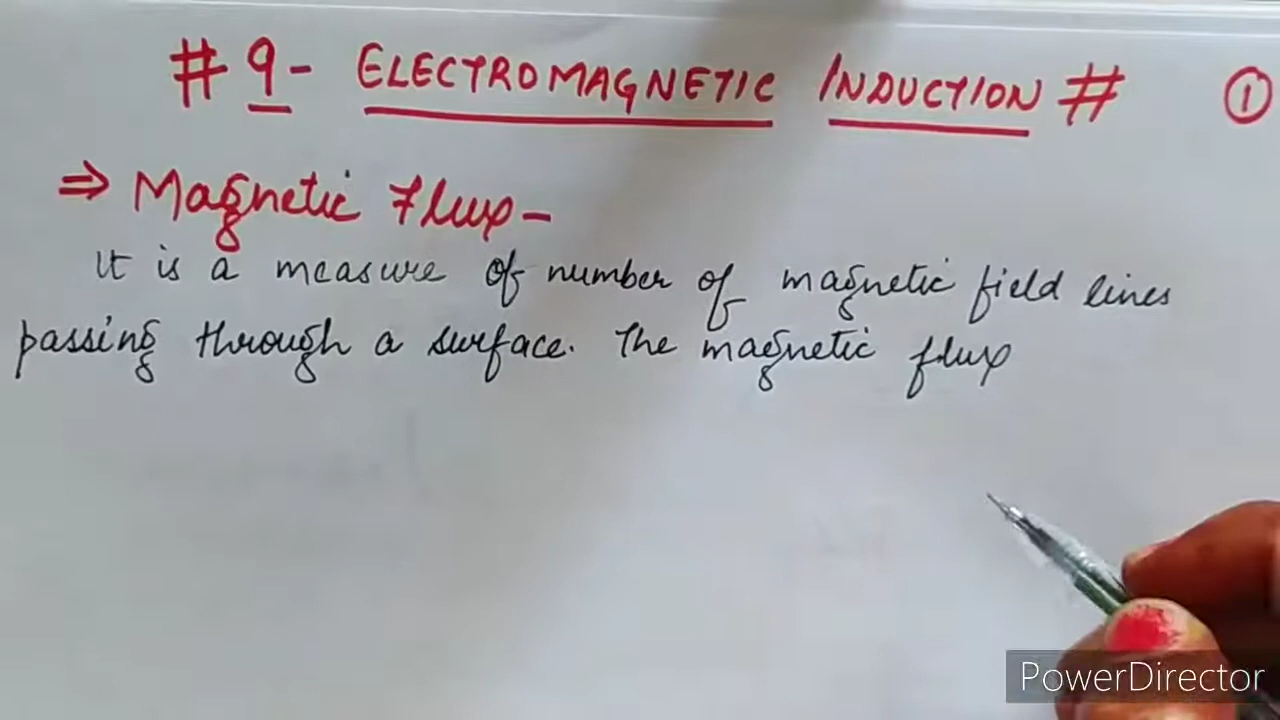 # 9 - ELECTROMAGNETIC INDUCTION # 1
⇒ Magnetic Flux -
It is a measure of number of magnetic field lines
passing through a surface. The magnetic flux
PowerDirector